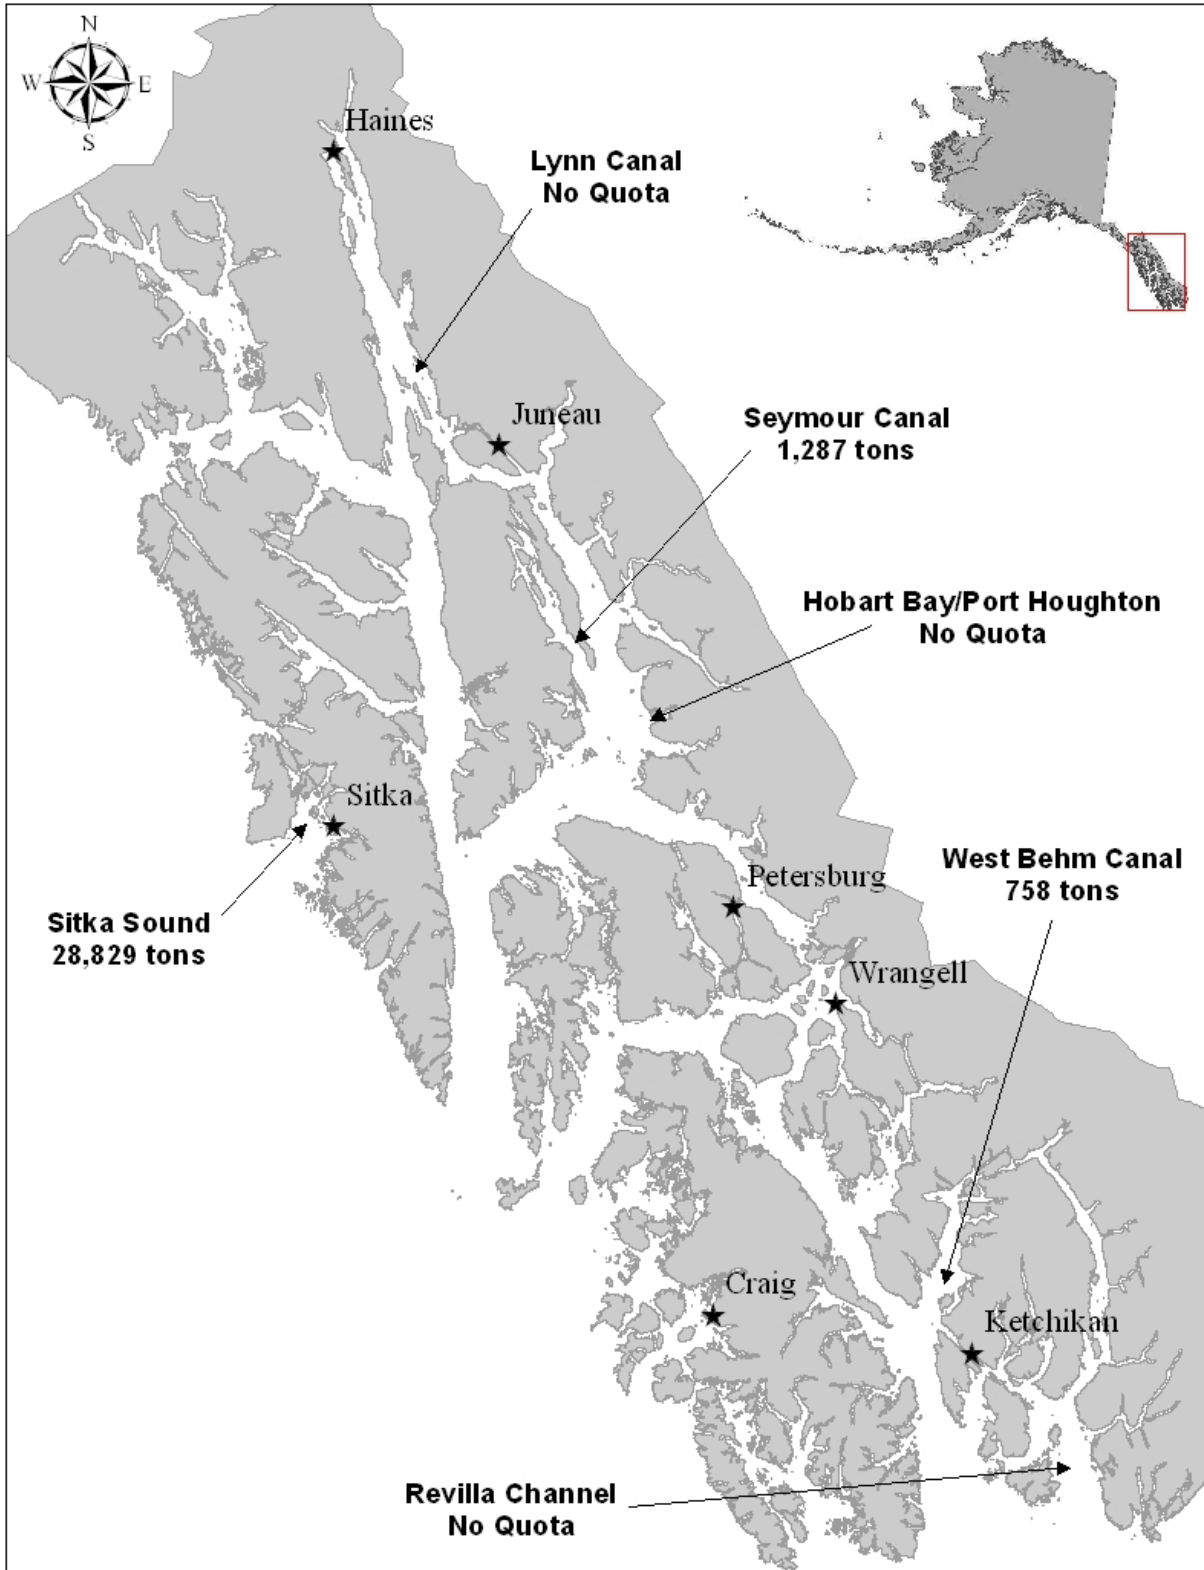 N
W E
S
Haines
Lynn Canal
No Quota
Juneau
Seymour Canal
1,287 tons
Hobart Bay/Port Houghton
No Quota
Sitka
Sitka Sound
28,829 tons
Petersburg
West Behm Canal
758 tons
Wrangell
Craig
Ketchikan
Revilla Channel
No Quota